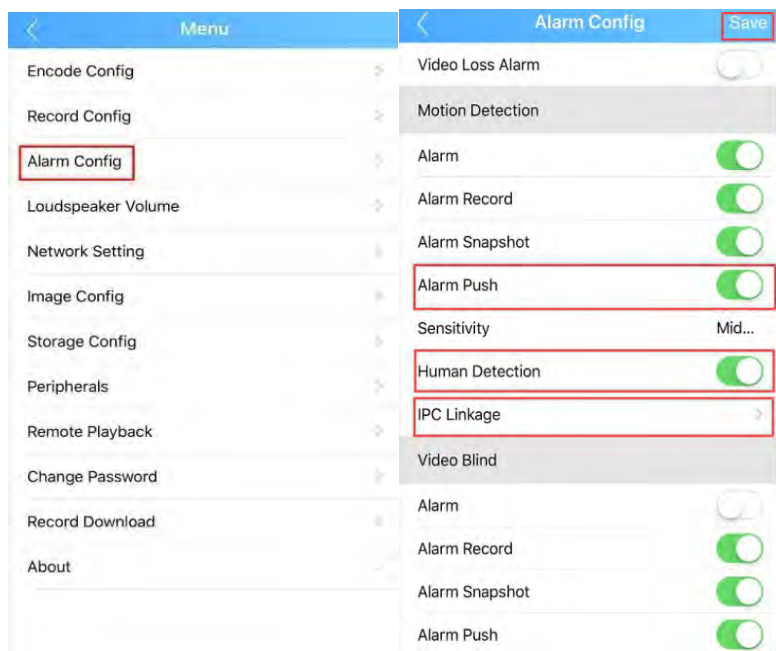 Menu
Encode Config
Record Config
Alarm Config
Loudspeaker Volume
Network Setting
Image Config
Storage Config
Peripherals
Remote Playback
Change Password
Record Download
About
Alarm Config
Save
Video Loss Alarm
Motion Detection
Alarm
Alarm Record
Alarm Snapshot
Alarm Push
Sensitivity Mid...
Human Detection
IPC Linkage
Video Blind
Alarm
Alarm Record
Alarm Snapshot
Alarm Push